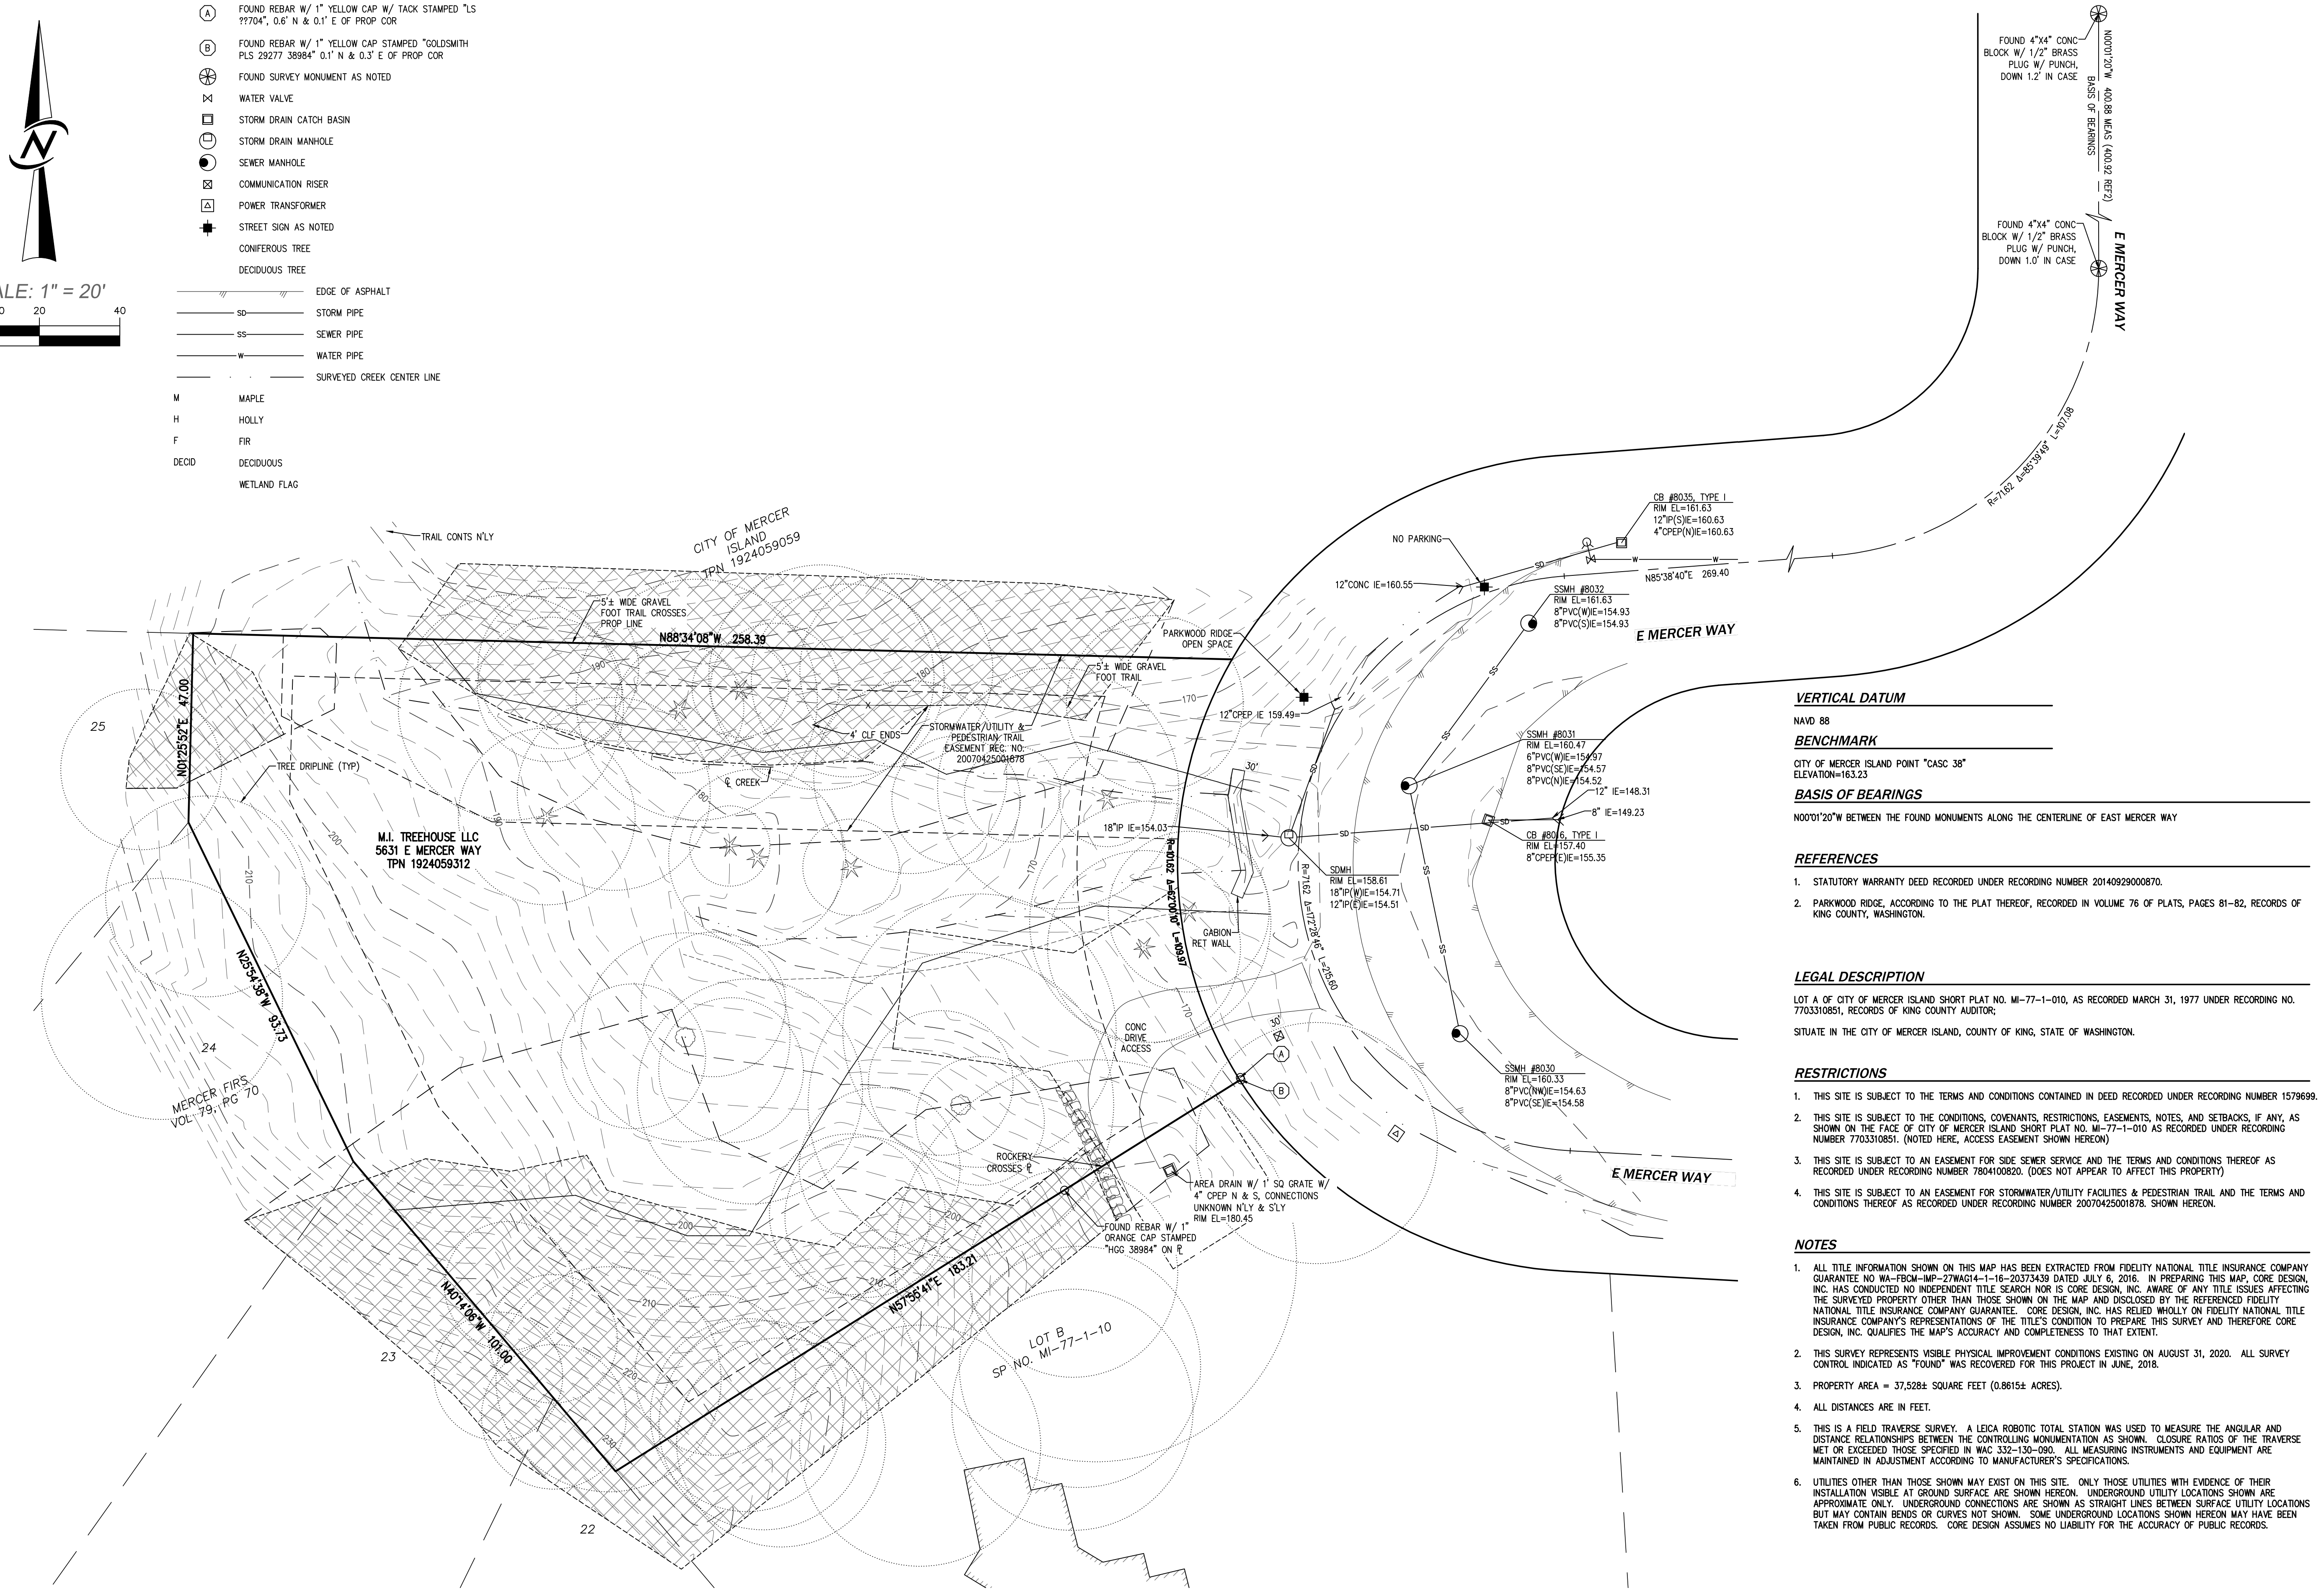 N
ALE: 1" = 20'
0 20 40
A FOUND REBAR W/ 1" YELLOW CAP W/ TACK STAMPED "LS
??704", 0.6' N & 0.1' E OF PROP COR
B FOUND REBAR W/ 1" YELLOW CAP STAMPED "GOLDSMITH
PLS 29277 38984" 0.1' N & 0.3' E OF PROP COR
FOUND SURVEY MONUMENT AS NOTED
WATER VALVE
STORM DRAIN CATCH BASIN
STORM DRAIN MANHOLE
SEWER MANHOLE
COMMUNICATION RISER
POWER TRANSFORMER
STREET SIGN AS NOTED
CONIFEROUS TREE
DECIDUOUS TREE
EDGE OF ASPHALT
SD STORM PIPE
SS SEWER PIPE
W WATER PIPE
SURVEYED CREEK CENTER LINE
M MAPLE
H HOLLY
F FIR
DECID DECIDUOUS
WETLAND FLAG
FOUND 4"X4" CONC
BLOCK W/ 1/2" BRASS
PLUG W/ PUNCH,
DOWN 1.2' IN CASE
N00°01'20"W 400.88 MEAS (400.92 REF2)
BASIS OF BEARINGS
FOUND 4"X4" CONC
BLOCK W/ 1/2" BRASS
PLUG W/ PUNCH,
DOWN 1.0' IN CASE
E MERCER WAY
R=71.62 Δ=85°39'49" L=107.08
CB #8035, TYPE I
RIM EL=161.63
12"IP(S)IE=160.63
4"CPEP(N)IE=160.63
NO PARKING
12"CONC IE=160.55
SD
W W
N85°38'40"E 269.40
SSMH #8032
RIM EL=161.63
8"PVC(W)IE=154.93
8"PVC(S)IE=154.93
E MERCER WAY
TRAIL CONTS N'LY
CITY OF MERCER
ISLAND
TPN 1924059059
5'± WIDE GRAVEL
FOOT TRAIL CROSSES
PROP LINE
N88°34'08"W 258.39
PARKWOOD RIDGE
OPEN SPACE
5'± WIDE GRAVEL
FOOT TRAIL
190
180
170
X
12"CPEP IE 159.49=
4' CLF ENDS
STORMWATER/UTILITY &
PEDESTRIAN TRAIL
EASEMENT REC. NO.
20070425001878
25
N01°25'52"E 47.00
TREE DRIPLINE (TYP)
℄ CREEK
30'
SD
SS
SS
SSMH #8031
RIM EL=160.47
6"PVC(W)IE=154.97
8"PVC(SE)IE=154.57
8"PVC(N)IE=154.52
12" IE=148.31
8" IE=149.23
180
190
200
M.I. TREEHOUSE LLC
5631 E MERCER WAY
TPN 1924059312
18"IP IE=154.03
SD SD SD
CB #8016, TYPE I
RIM EL=157.40
8"CPEP(E)IE=155.35
SDMH
RIM EL=158.61
18"IP(W)IE=154.71
12"IP(E)IE=154.51
R=101.62 Δ=62°00'10" L=109.97
R=71.62 Δ=172°28'46" L=215.60
170
210
SS
SS
GABION
RET WALL
N25°54'38"W 93.73
170
CONC
DRIVE
ACCESS
30'
A
B
24
MERCER FIRS
VOL 79, PG 70
SSMH #8030
RIM EL=160.33
8"PVC(NW)IE=154.63
8"PVC(SE)IE=154.58
ROCKERY
CROSSES ℄
E MERCER WAY
AREA DRAIN W/ 1' SQ GRATE W/
4" CPEP N & S, CONNECTIONS
UNKNOWN N'LY & S'LY
RIM EL=180.45
200
200
FOUND REBAR W/ 1"
ORANGE CAP STAMPED
"HGG 38984" ON ℄
N40°14'06"W 101.00
210
210
N57°55'41"E 183.21
LOT B
SP NO. MI-77-1-10
23
220
230
22
VERTICAL DATUM
NAVD 88
BENCHMARK
CITY OF MERCER ISLAND POINT "CASC 38"
ELEVATION=163.23
BASIS OF BEARINGS
N00°01'20"W BETWEEN THE FOUND MONUMENTS ALONG THE CENTERLINE OF EAST MERCER WAY
REFERENCES
1. STATUTORY WARRANTY DEED RECORDED UNDER RECORDING NUMBER 20140929000870.
2. PARKWOOD RIDGE, ACCORDING TO THE PLAT THEREOF, RECORDED IN VOLUME 76 OF PLATS, PAGES 81-82, RECORDS OF
KING COUNTY, WASHINGTON.
LEGAL DESCRIPTION
LOT A OF CITY OF MERCER ISLAND SHORT PLAT NO. MI-77-1-010, AS RECORDED MARCH 31, 1977 UNDER RECORDING NO.
7703310851, RECORDS OF KING COUNTY AUDITOR;
SITUATE IN THE CITY OF MERCER ISLAND, COUNTY OF KING, STATE OF WASHINGTON.
RESTRICTIONS
1. THIS SITE IS SUBJECT TO THE TERMS AND CONDITIONS CONTAINED IN DEED RECORDED UNDER RECORDING NUMBER 1579699.
2. THIS SITE IS SUBJECT TO THE CONDITIONS, COVENANTS, RESTRICTIONS, EASEMENTS, NOTES, AND SETBACKS, IF ANY, AS
SHOWN ON THE FACE OF CITY OF MERCER ISLAND SHORT PLAT NO. MI-77-1-010 AS RECORDED UNDER RECORDING
NUMBER 7703310851. (NOTED HERE, ACCESS EASEMENT SHOWN HEREON)
3. THIS SITE IS SUBJECT TO AN EASEMENT FOR SIDE SEWER SERVICE AND THE TERMS AND CONDITIONS THEREOF AS
RECORDED UNDER RECORDING NUMBER 7804100820. (DOES NOT APPEAR TO AFFECT THIS PROPERTY)
4. THIS SITE IS SUBJECT TO AN EASEMENT FOR STORMWATER/UTILITY FACILITIES & PEDESTRIAN TRAIL AND THE TERMS AND
CONDITIONS THEREOF AS RECORDED UNDER RECORDING NUMBER 20070425001878. SHOWN HEREON.
NOTES
1. ALL TITLE INFORMATION SHOWN ON THIS MAP HAS BEEN EXTRACTED FROM FIDELITY NATIONAL TITLE INSURANCE COMPANY
GUARANTEE NO WA-FBCM-IMP-27WAG14-1-16-20373439 DATED JULY 6, 2016. IN PREPARING THIS MAP, CORE DESIGN,
INC. HAS CONDUCTED NO INDEPENDENT TITLE SEARCH NOR IS CORE DESIGN, INC. AWARE OF ANY TITLE ISSUES AFFECTING
THE SURVEYED PROPERTY OTHER THAN THOSE SHOWN ON THE MAP AND DISCLOSED BY THE REFERENCED FIDELITY
NATIONAL TITLE INSURANCE COMPANY GUARANTEE. CORE DESIGN, INC. HAS RELIED WHOLLY ON FIDELITY NATIONAL TITLE
INSURANCE COMPANY'S REPRESENTATIONS OF THE TITLE'S CONDITION TO PREPARE THIS SURVEY AND THEREFORE CORE
DESIGN, INC. QUALIFIES THE MAP'S ACCURACY AND COMPLETENESS TO THAT EXTENT.
2. THIS SURVEY REPRESENTS VISIBLE PHYSICAL IMPROVEMENT CONDITIONS EXISTING ON AUGUST 31, 2020. ALL SURVEY
CONTROL INDICATED AS "FOUND" WAS RECOVERED FOR THIS PROJECT IN JUNE, 2018.
3. PROPERTY AREA = 37,528± SQUARE FEET (0.8615± ACRES).
4. ALL DISTANCES ARE IN FEET.
5. THIS IS A FIELD TRAVERSE SURVEY. A LEICA ROBOTIC TOTAL STATION WAS USED TO MEASURE THE ANGULAR AND
DISTANCE RELATIONSHIPS BETWEEN THE CONTROLLING MONUMENTATION AS SHOWN. CLOSURE RATIOS OF THE TRAVERSE
MET OR EXCEEDED THOSE SPECIFIED IN WAC 332-130-090. ALL MEASURING INSTRUMENTS AND EQUIPMENT ARE
MAINTAINED IN ADJUSTMENT ACCORDING TO MANUFACTURER'S SPECIFICATIONS.
6. UTILITIES OTHER THAN THOSE SHOWN MAY EXIST ON THIS SITE. ONLY THOSE UTILITIES WITH EVIDENCE OF THEIR
INSTALLATION VISIBLE AT GROUND SURFACE ARE SHOWN HEREON. UNDERGROUND UTILITY LOCATIONS SHOWN ARE
APPROXIMATE ONLY. UNDERGROUND CONNECTIONS ARE SHOWN AS STRAIGHT LINES BETWEEN SURFACE UTILITY LOCATIONS
BUT MAY CONTAIN BENDS OR CURVES NOT SHOWN. SOME UNDERGROUND LOCATIONS SHOWN HEREON MAY HAVE BEEN
TAKEN FROM PUBLIC RECORDS. CORE DESIGN ASSUMES NO LIABILITY FOR THE ACCURACY OF PUBLIC RECORDS.